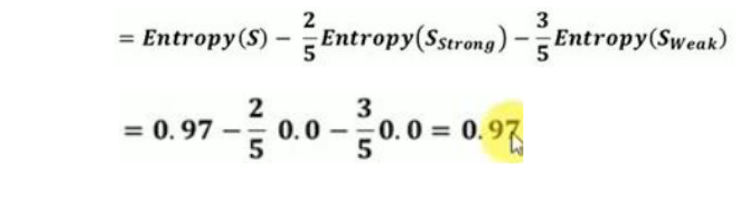 = Entropy(S) − 2/5 Entropy(S_Strong) − 3/5 Entropy(S_Weak)
= 0.97 − 2/5 0.0 − 3/5 0.0 = 0.97